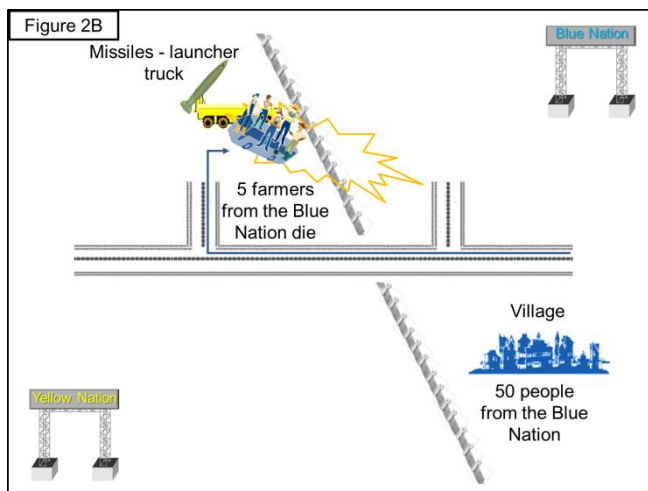 Figure 2B
Missiles - launcher
truck
Blue Nation
5 farmers
from the Blue
Nation die
Village
50 people
from the Blue
Nation
Yellow Nation